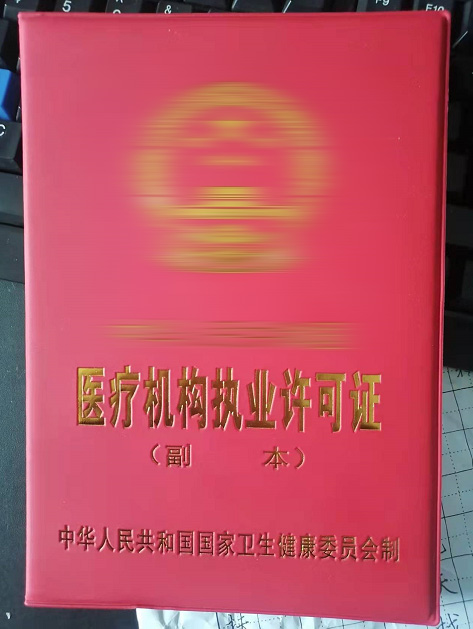 医疗机构执业许可证
（副 本）
中华人民共和国国家卫生健康委员会制